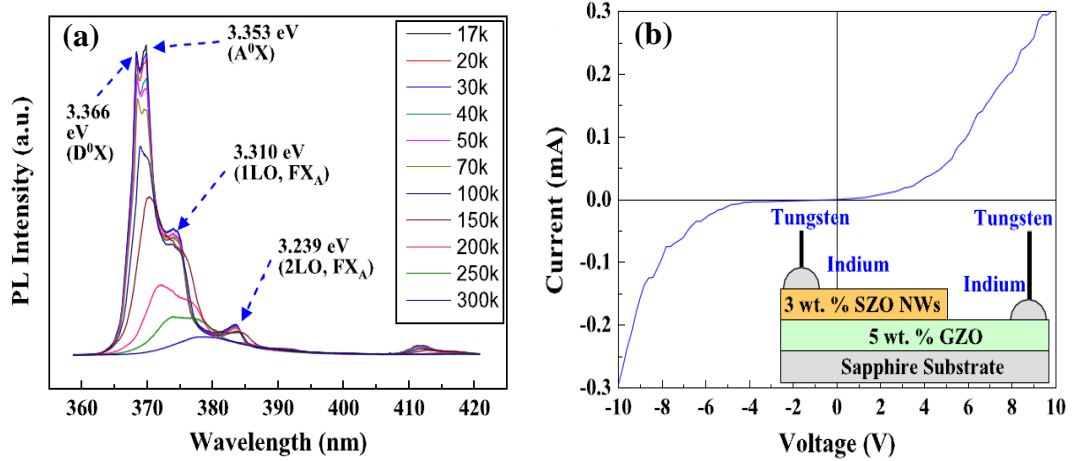 (a)
3.353 eV
(A⁰X)
3.366
eV
(D⁰X)
3.310 eV
(1LO, FXA)
3.239 eV
(2LO, FXA)
17k
20k
30k
40k
50k
70k
100k
150k
200k
250k
300k
PL Intensity (a.u.)
360 370 380 390 400 410 420
Wavelength (nm)
(b)
0.3
0.2
0.1
0.0
-0.1
-0.2
-0.3
Current (mA)
Tungsten Tungsten
Indium
Indium
3 wt. % SZO NWs
5 wt. % GZO
Sapphire Substrate
-10 -8 -6 -4 -2 0 2 4 6 8 10
Voltage (V)